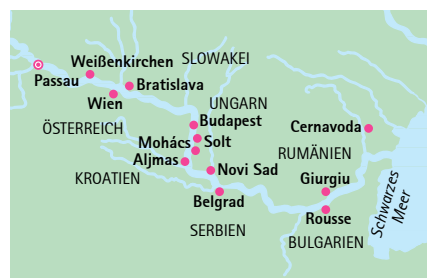 Weißenkirchen
SLOWAKEI
Passau
Bratislava
Wien
UNGARN
Budapest
ÖSTERREICH
Cernavoda
Mohács
Solt
Aljmas
RUMÄNIEN
Novi Sad
KROATIEN
Giurgiu
Belgrad
Schwarzes
Meer
Rousse
SERBIEN
BULGARIEN